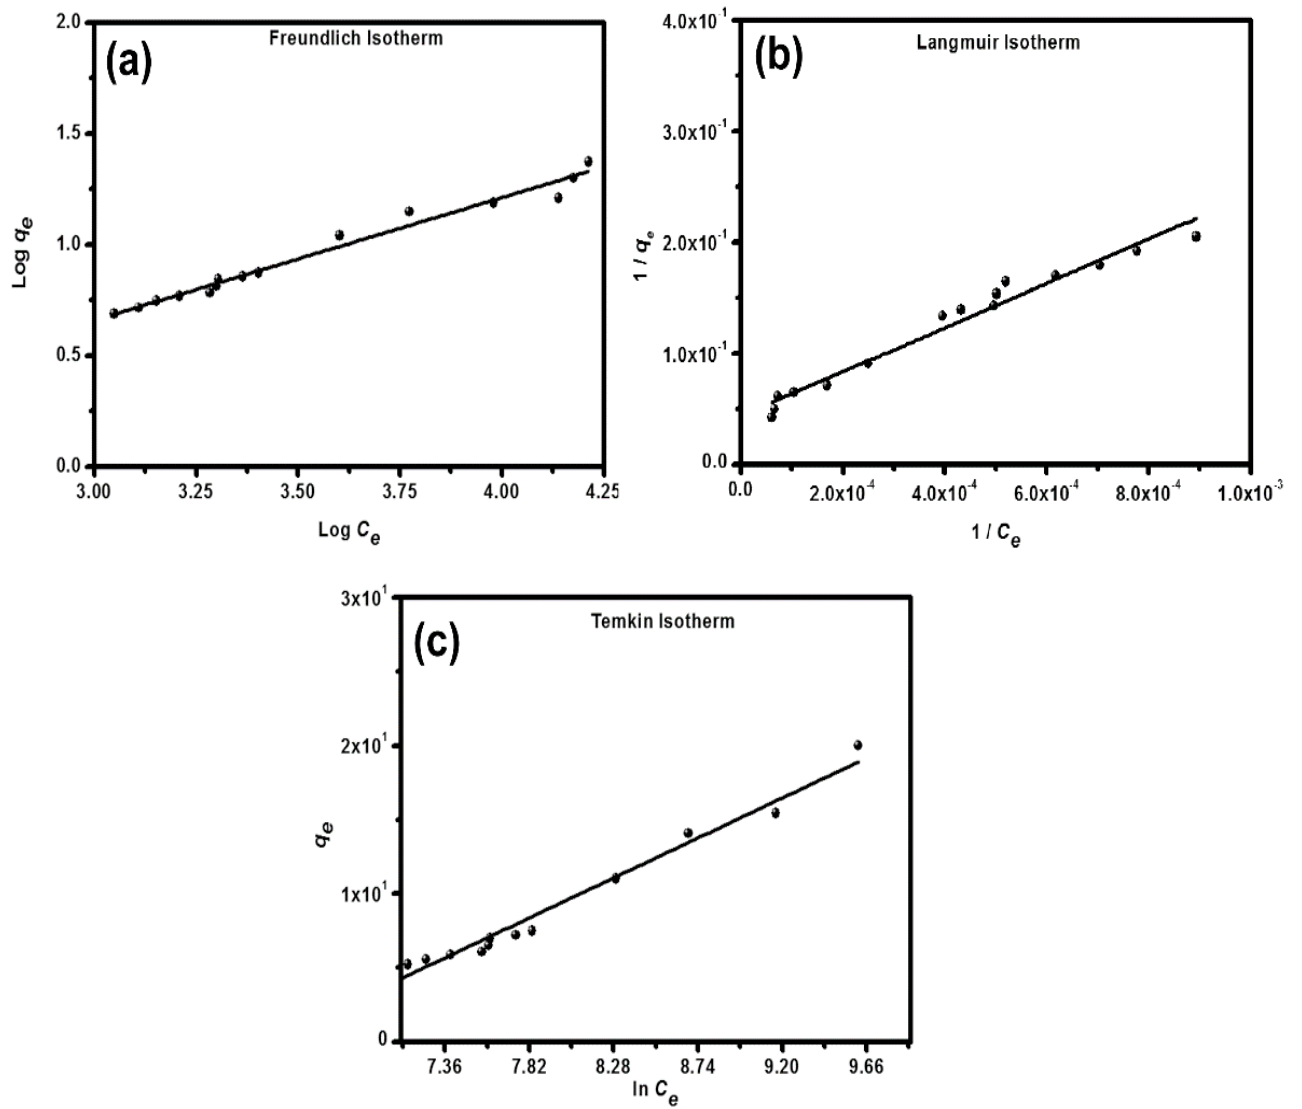 (a)
Freundlich Isotherm
2.0
1.5
1.0
0.5
0.0
Log qe
3.00 3.25 3.50 3.75 4.00 4.25
Log Ce
(b)
Langmuir Isotherm
4.0x10-1
3.0x10-1
2.0x10-1
1.0x10-1
0.0
1 / qe
0.0 2.0x10-4 4.0x10-4 6.0x10-4 8.0x10-4 1.0x10-3
1 / Ce
(c)
Temkin Isotherm
3x101
2x101
1x101
0
qe
7.36 7.82 8.28 8.74 9.20 9.66
ln Ce